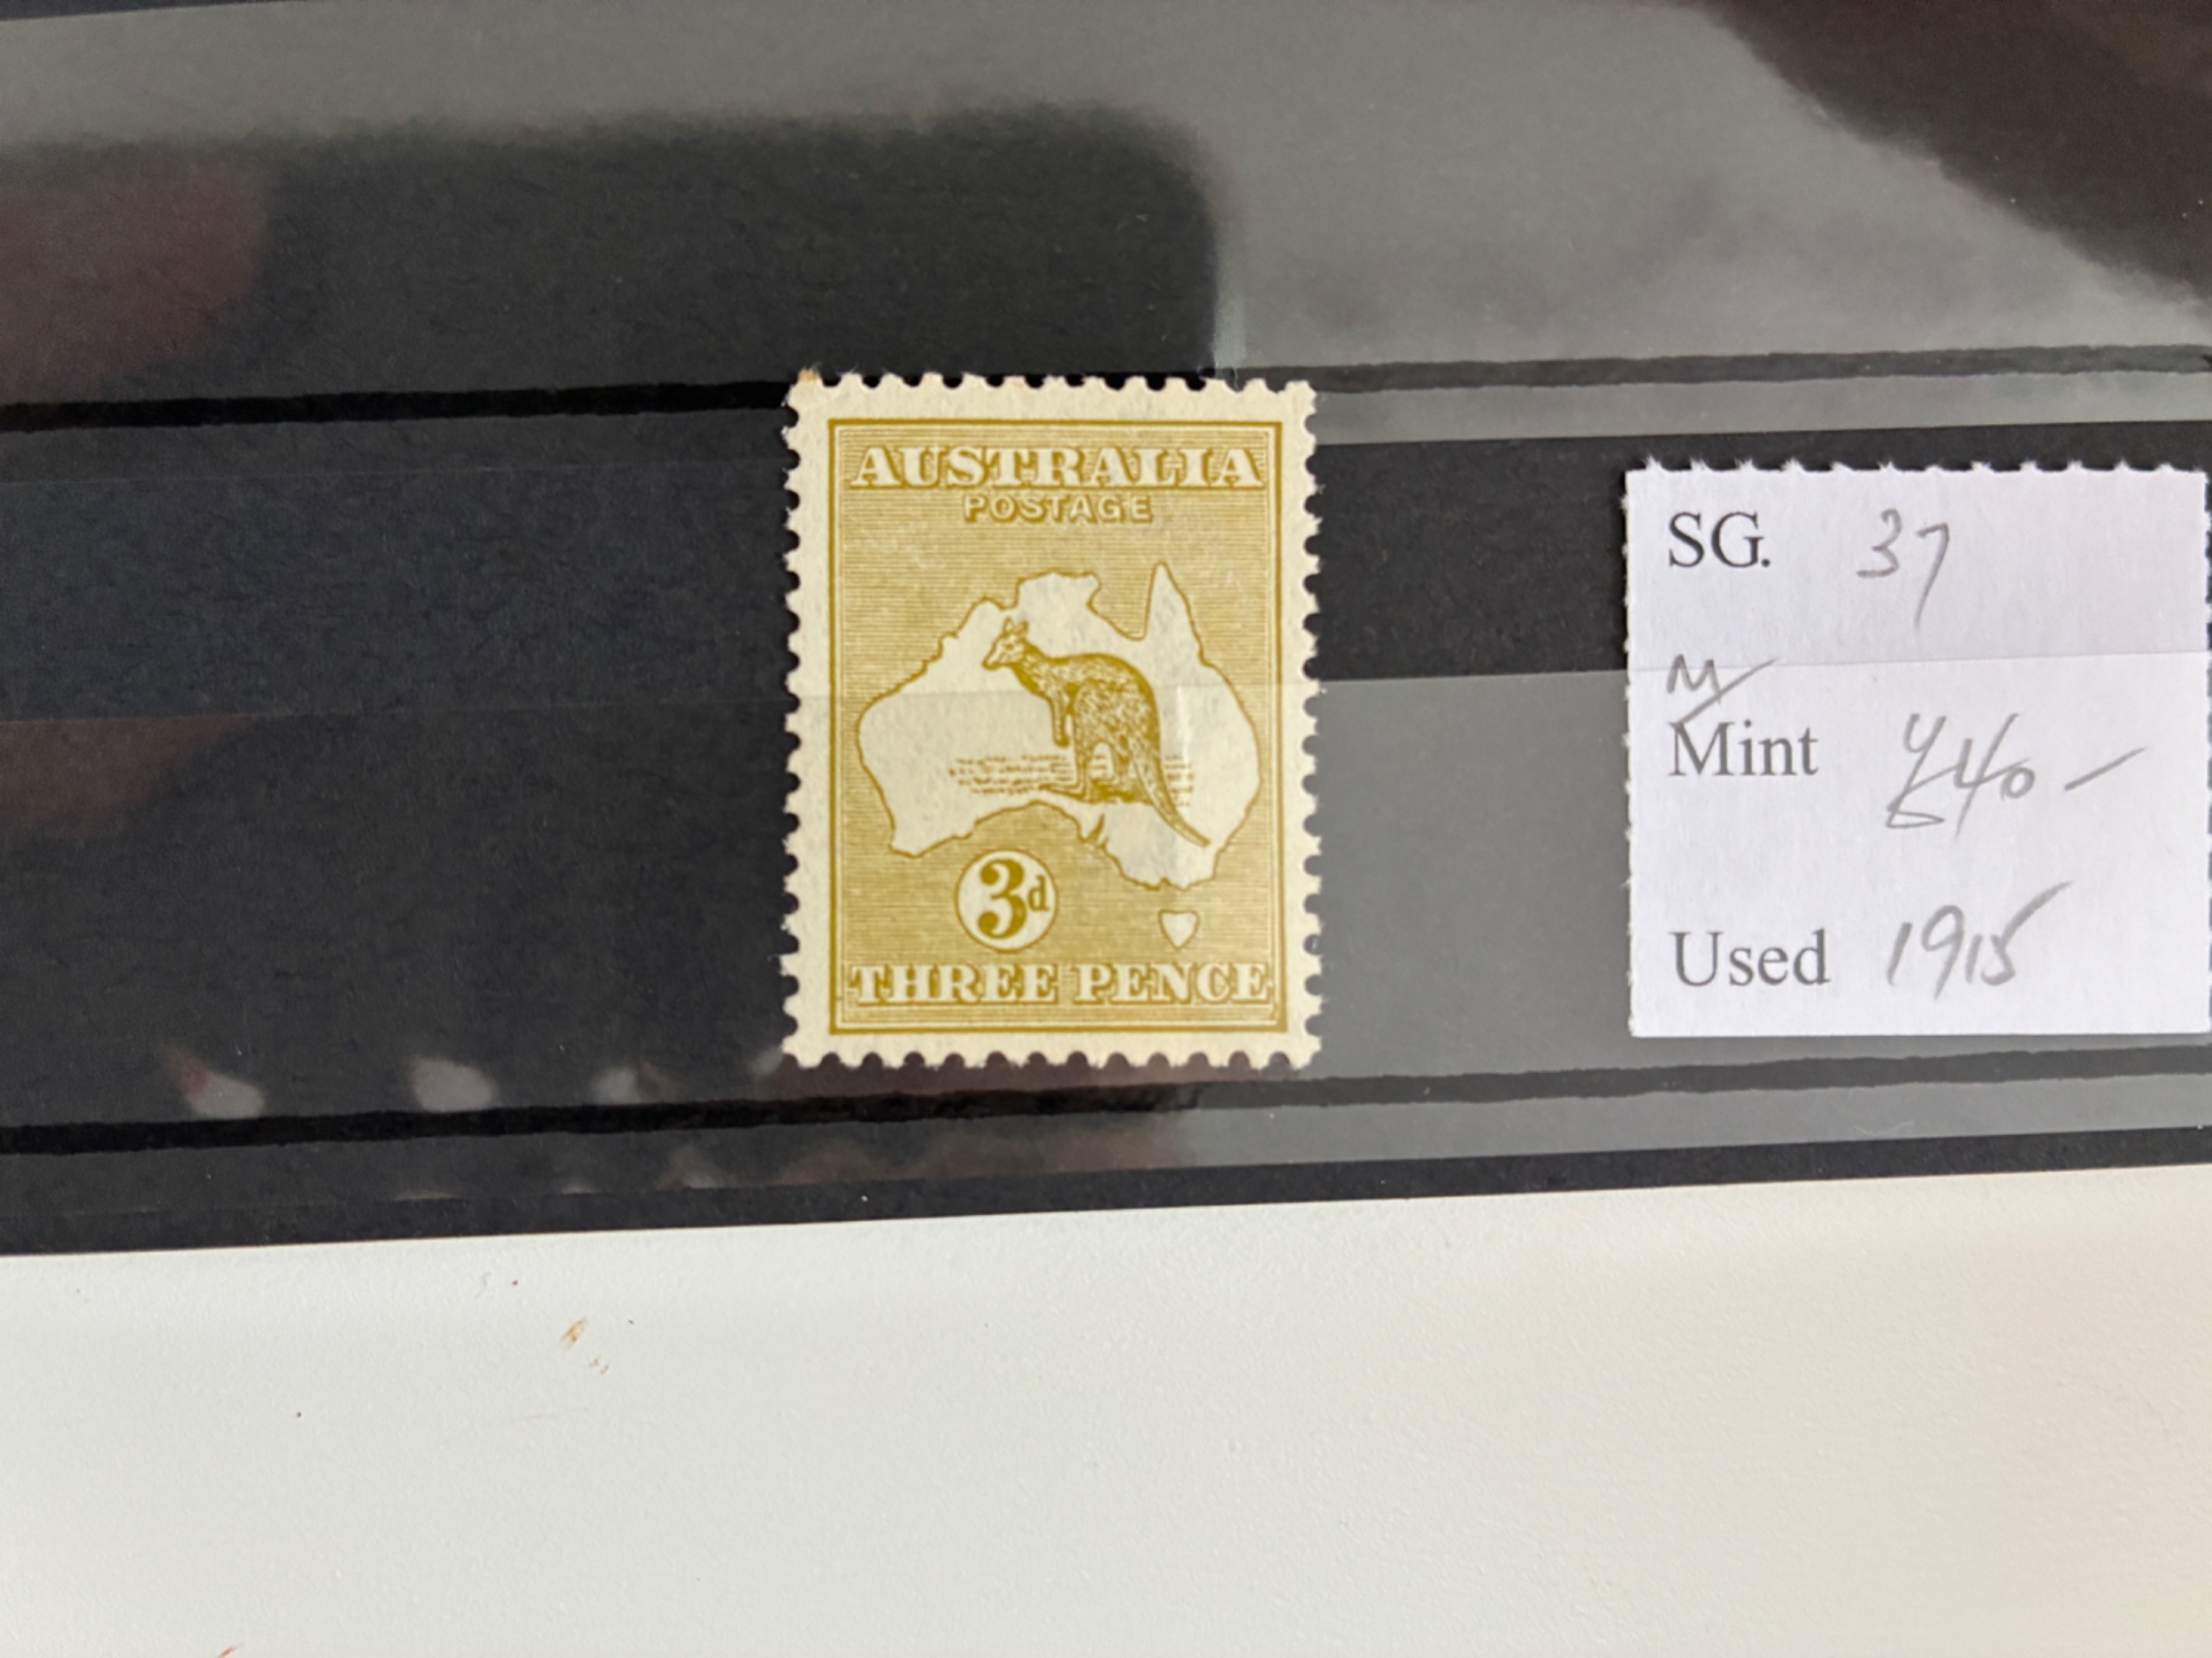 AUSTRALIA
POSTAGE
3d
THREE PENCE
SG. 37
M/
Mint £40-
Used 1915